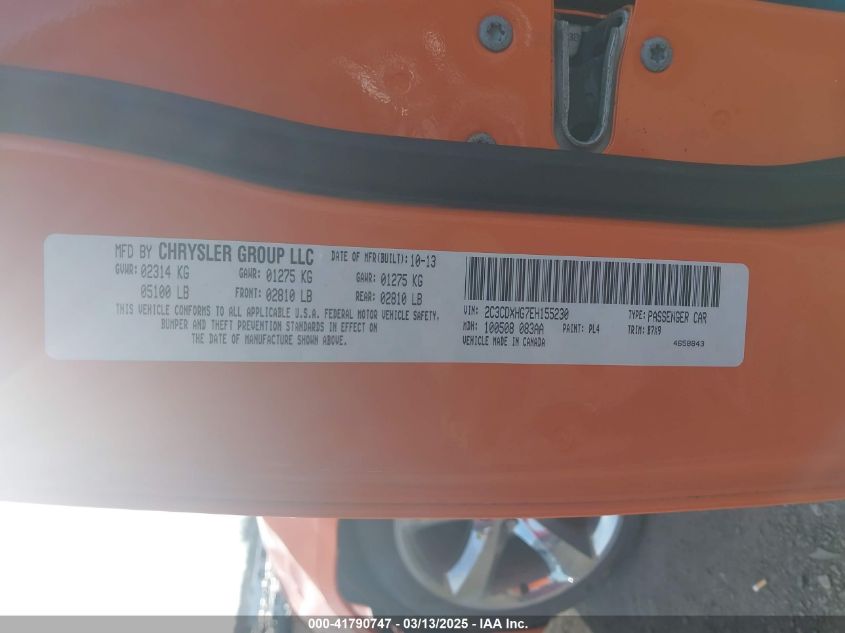 MFD BY CHRYSLER GROUP LLC DATE OF MFR(BUILT): 10-13
GVWR: 02314 KG GAWR: 01275 KG GAWR: 01275 KG
05100 LB FRONT: 02810 LB REAR: 02810 LB
THIS VEHICLE CONFORMS TO ALL APPLICABLE U.S.A. FEDERAL MOTOR VEHICLE SAFETY,
BUMPER AND THEFT PREVENTION STANDARDS IN EFFECT ON
THE DATE OF MANUFACTURE SHOWN ABOVE.
VIN: 2C3CDXHG7EH155230 TYPE: PASSENGER CAR
MDH: 100508 083AA PAINT: PL4 TRIM: B7X9
VEHICLE MADE IN CANADA 4658843
000-41790747 - 03/13/2025 - IAA Inc.